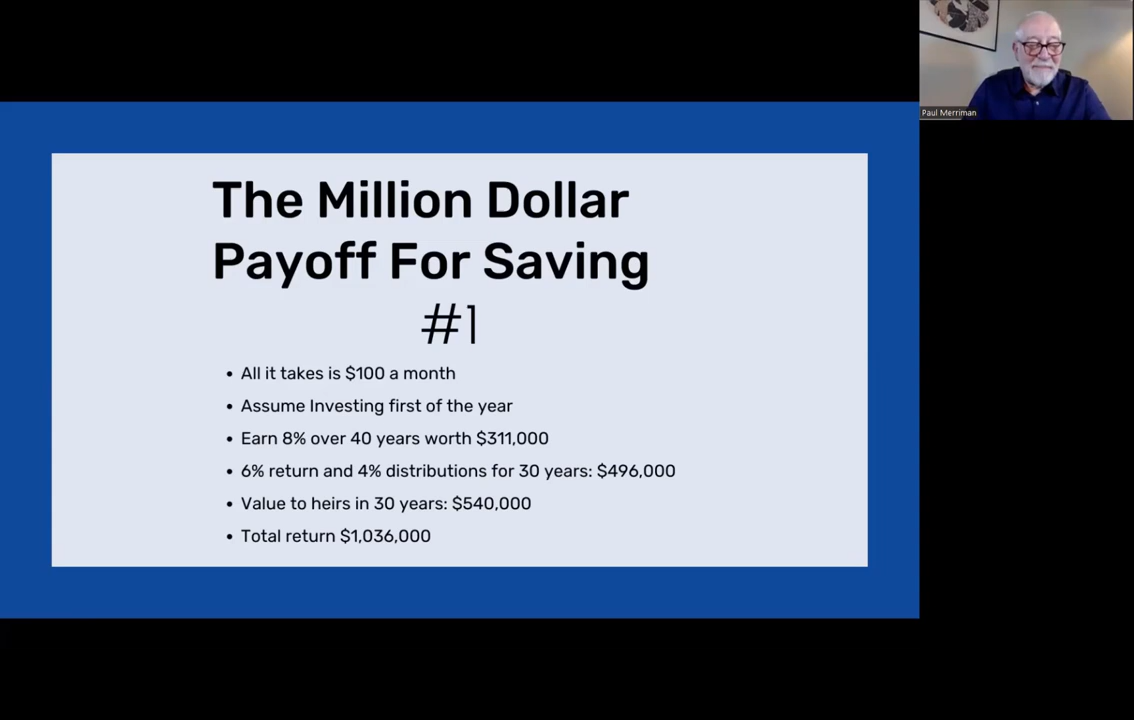 The Million Dollar
Payoff For Saving
#1
• All it takes is $100 a month
• Assume Investing first of the year
• Earn 8% over 40 years worth $311,000
• 6% return and 4% distributions for 30 years: $496,000
• Value to heirs in 30 years: $540,000
• Total return $1,036,000
Paul Merriman